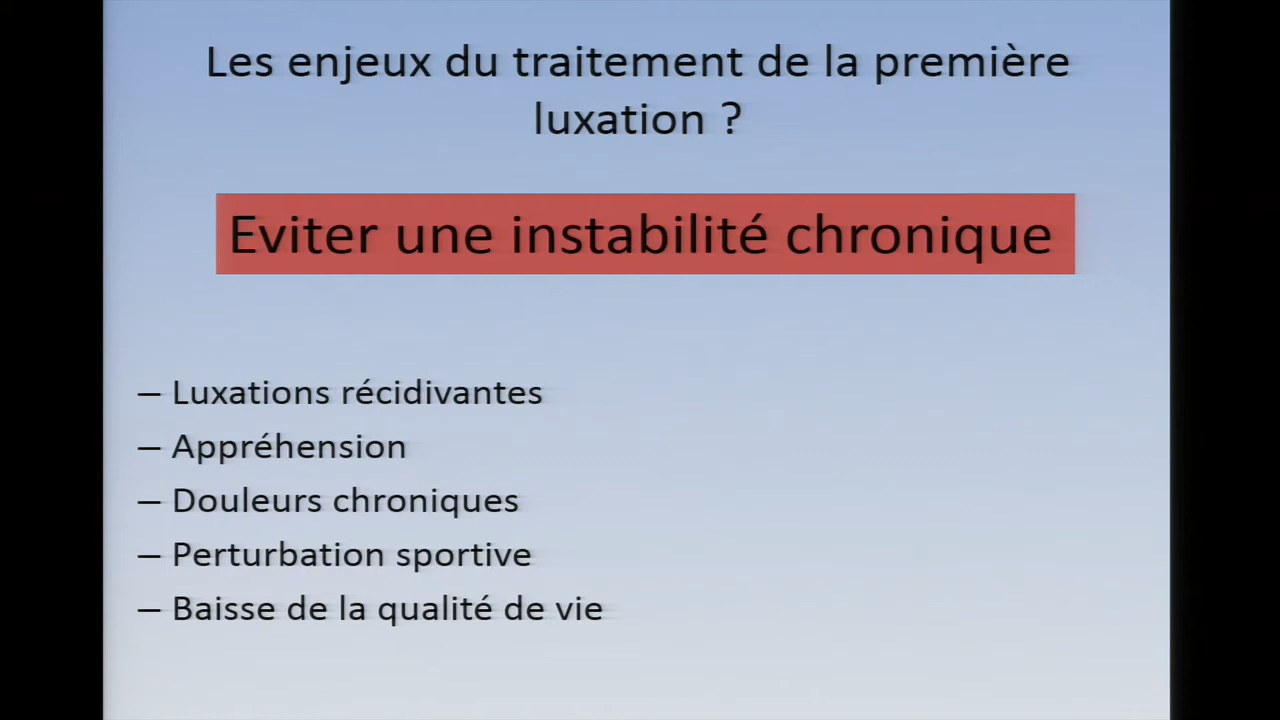 Les enjeux du traitement de la première
luxation ?
Eviter une instabilité chronique
– Luxations récidivantes
– Appréhension
– Douleurs chroniques
– Perturbation sportive
– Baisse de la qualité de vie